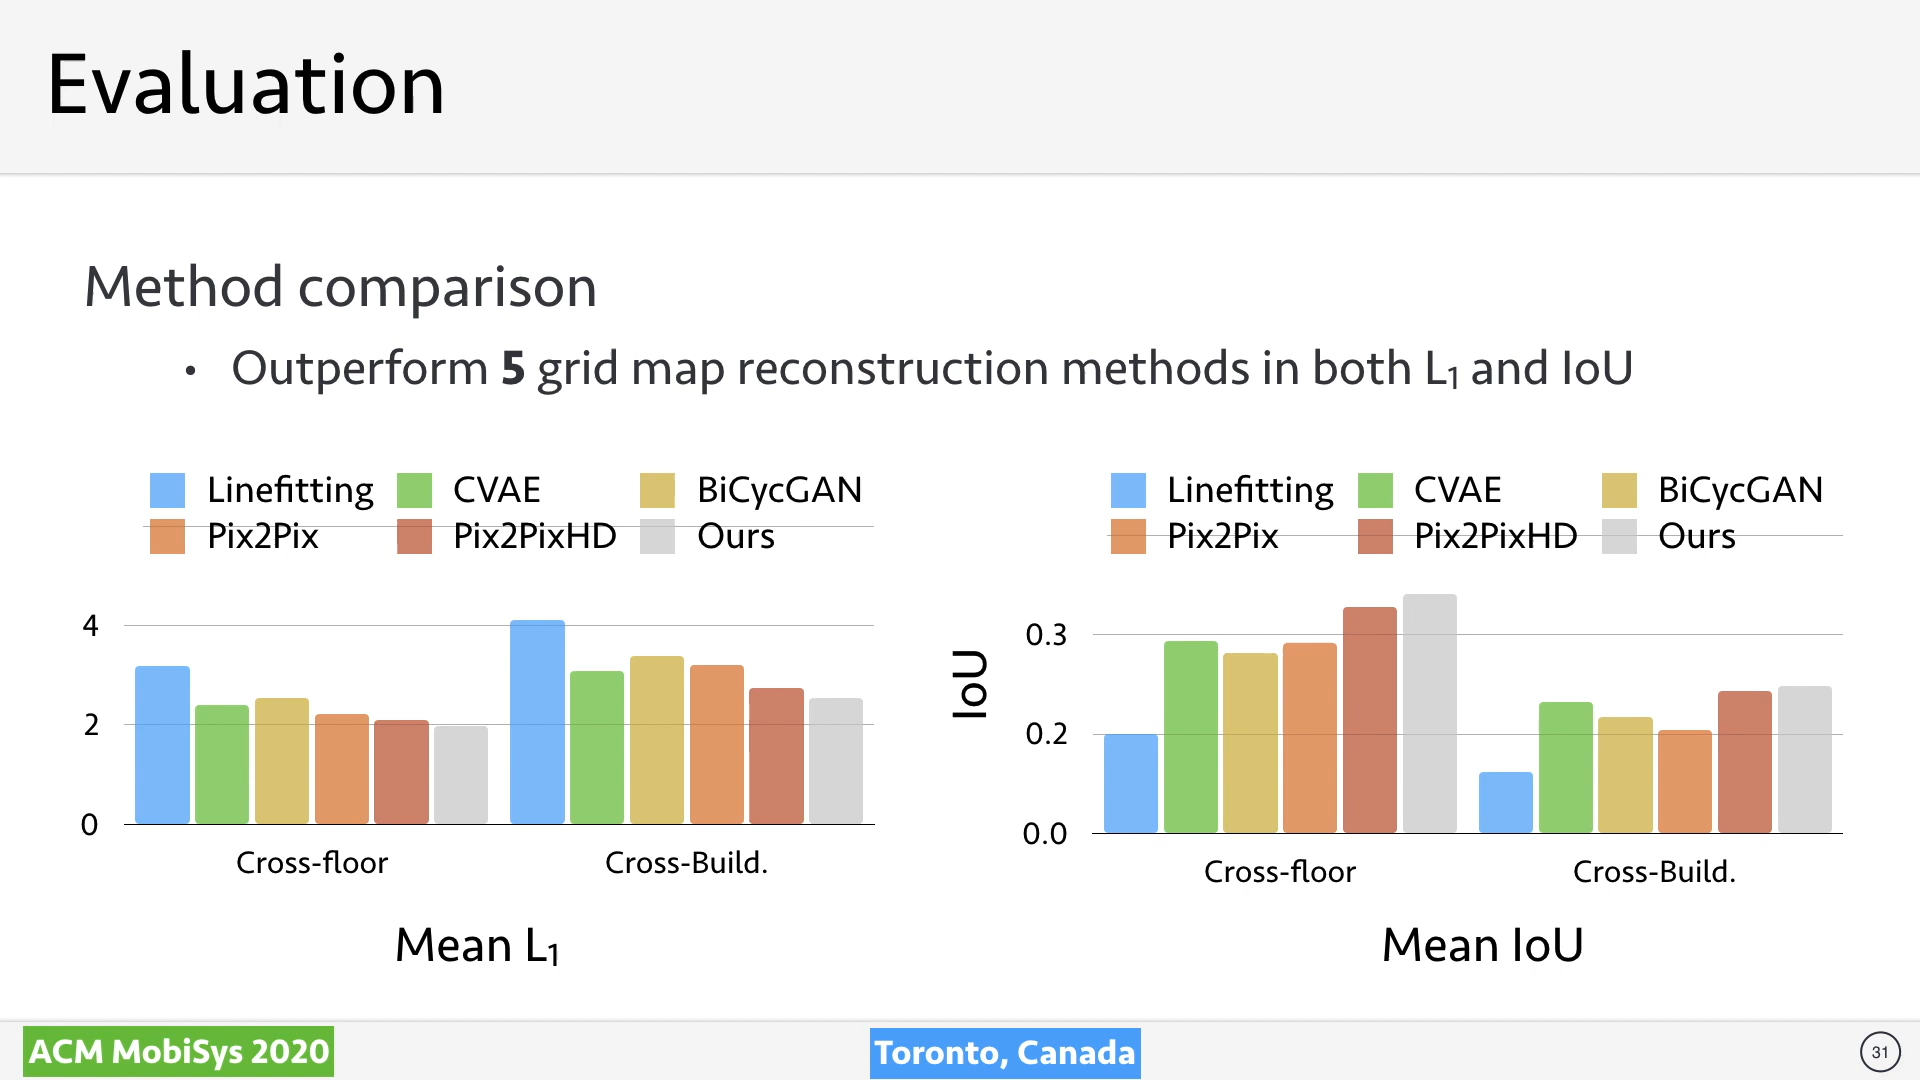 Evaluation
Method comparison
• Outperform 5 grid map reconstruction methods in both L₁ and IoU
Linefitting CVAE BiCycGAN
Pix2Pix Pix2PixHD Ours
4
2
0
Cross-floor Cross-Build.
Mean L₁
Linefitting CVAE BiCycGAN
Pix2Pix Pix2PixHD Ours
IoU
0.3
0.2
0.0
Cross-floor Cross-Build.
Mean IoU
ACM MobiSys 2020
Toronto, Canada
31